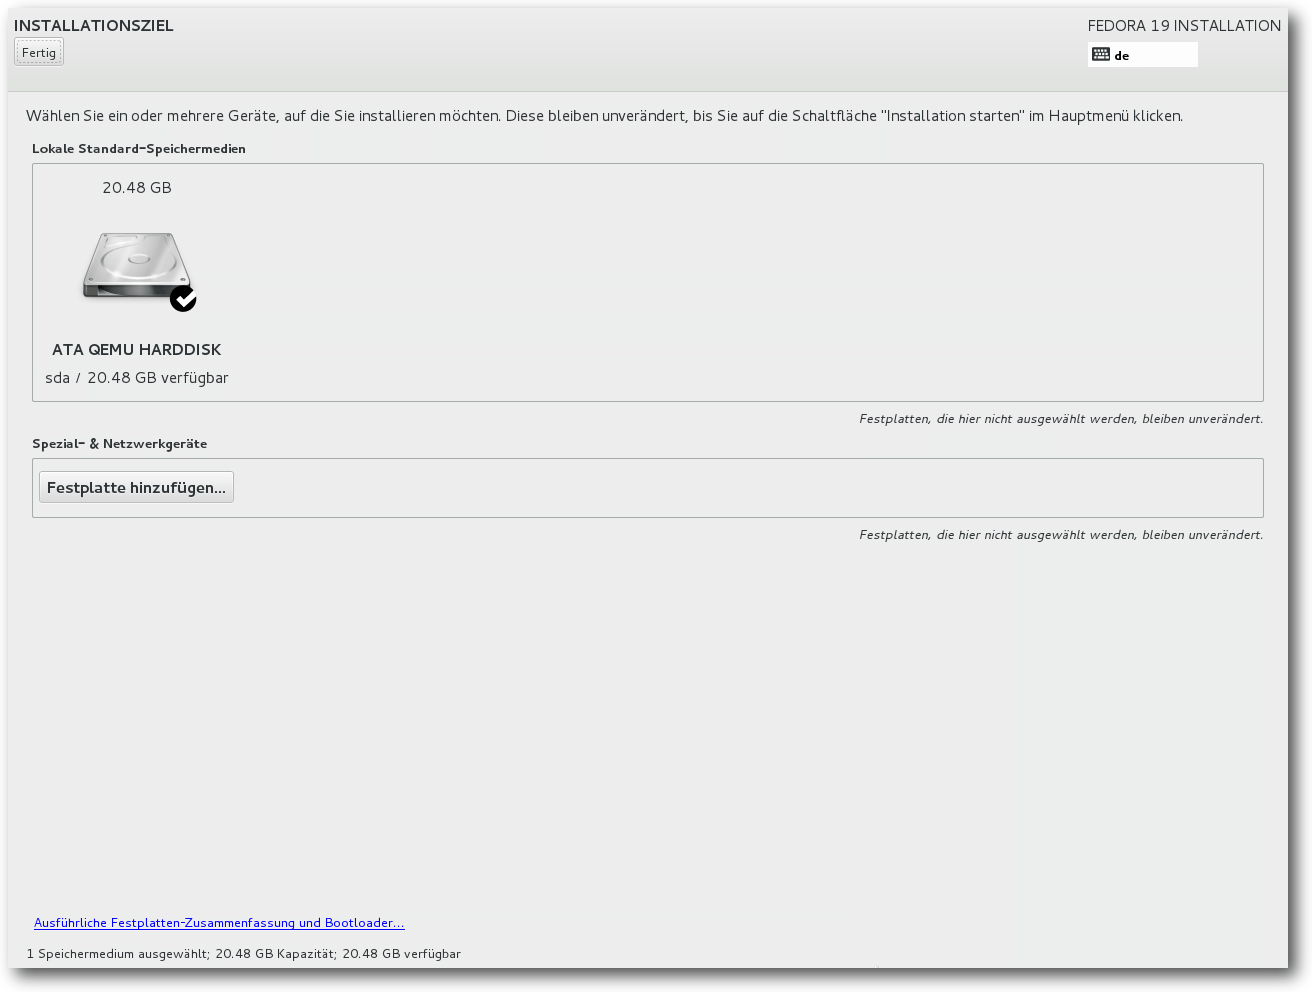 INSTALLATIONSZIEL
FEDORA 19 INSTALLATION
Fertig
de
Wählen Sie ein oder mehrere Geräte, auf die Sie installieren möchten. Diese bleiben unverändert, bis Sie auf die Schaltfläche "Installation starten" im Hauptmenü klicken.
Lokale Standard-Speichermedien
20.48 GB
ATA QEMU HARDDISK
sda / 20.48 GB verfügbar
Festplatten, die hier nicht ausgewählt werden, bleiben unverändert.
Spezial- & Netzwerkgeräte
Festplatte hinzufügen...
Festplatten, die hier nicht ausgewählt werden, bleiben unverändert.
Ausführliche Festplatten-Zusammenfassung und Bootloader...
1 Speichermedium ausgewählt; 20.48 GB Kapazität; 20.48 GB verfügbar